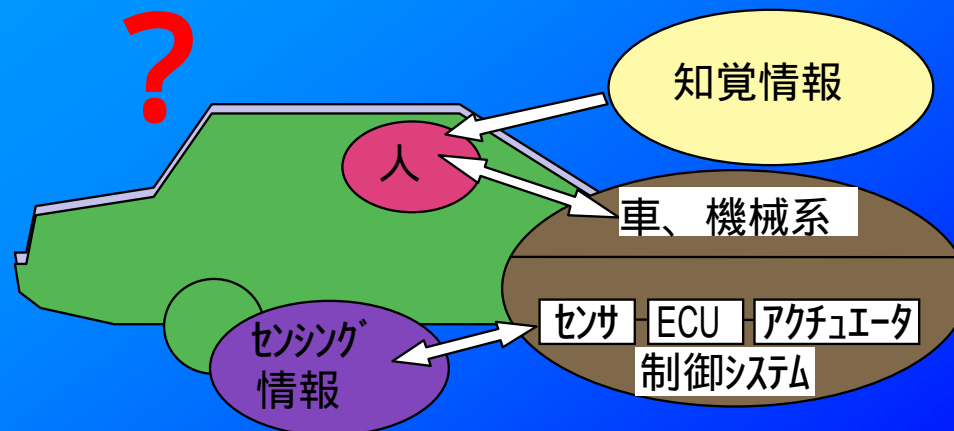 ?
知覚情報
人
車、機械系
センサ ECU アクチュエータ
制御システム
センシング
情報